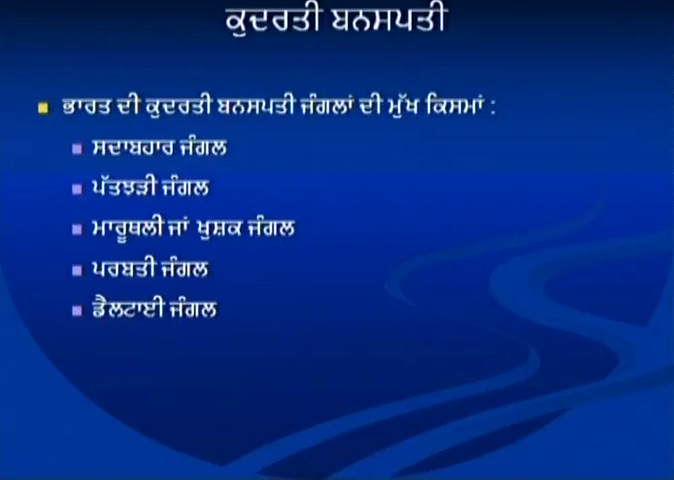 ਕੁਦਰਤੀ ਬਨਸਪਤੀ
ਭਾਰਤ ਦੀ ਕੁਦਰਤੀ ਬਨਸਪਤੀ ਜੰਗਲਾਂ ਦੀ ਮੁੱਖ ਕਿਸਮਾਂ :
ਸਦਾਬਹਾਰ ਜੰਗਲ
ਪੱਤਝੜੀ ਜੰਗਲ
ਮਾਰੂਥਲੀ ਜਾਂ ਖੁਸ਼ਕ ਜੰਗਲ
ਪਰਬਤੀ ਜੰਗਲ
ਡੈਲਟਾਈ ਜੰਗਲ